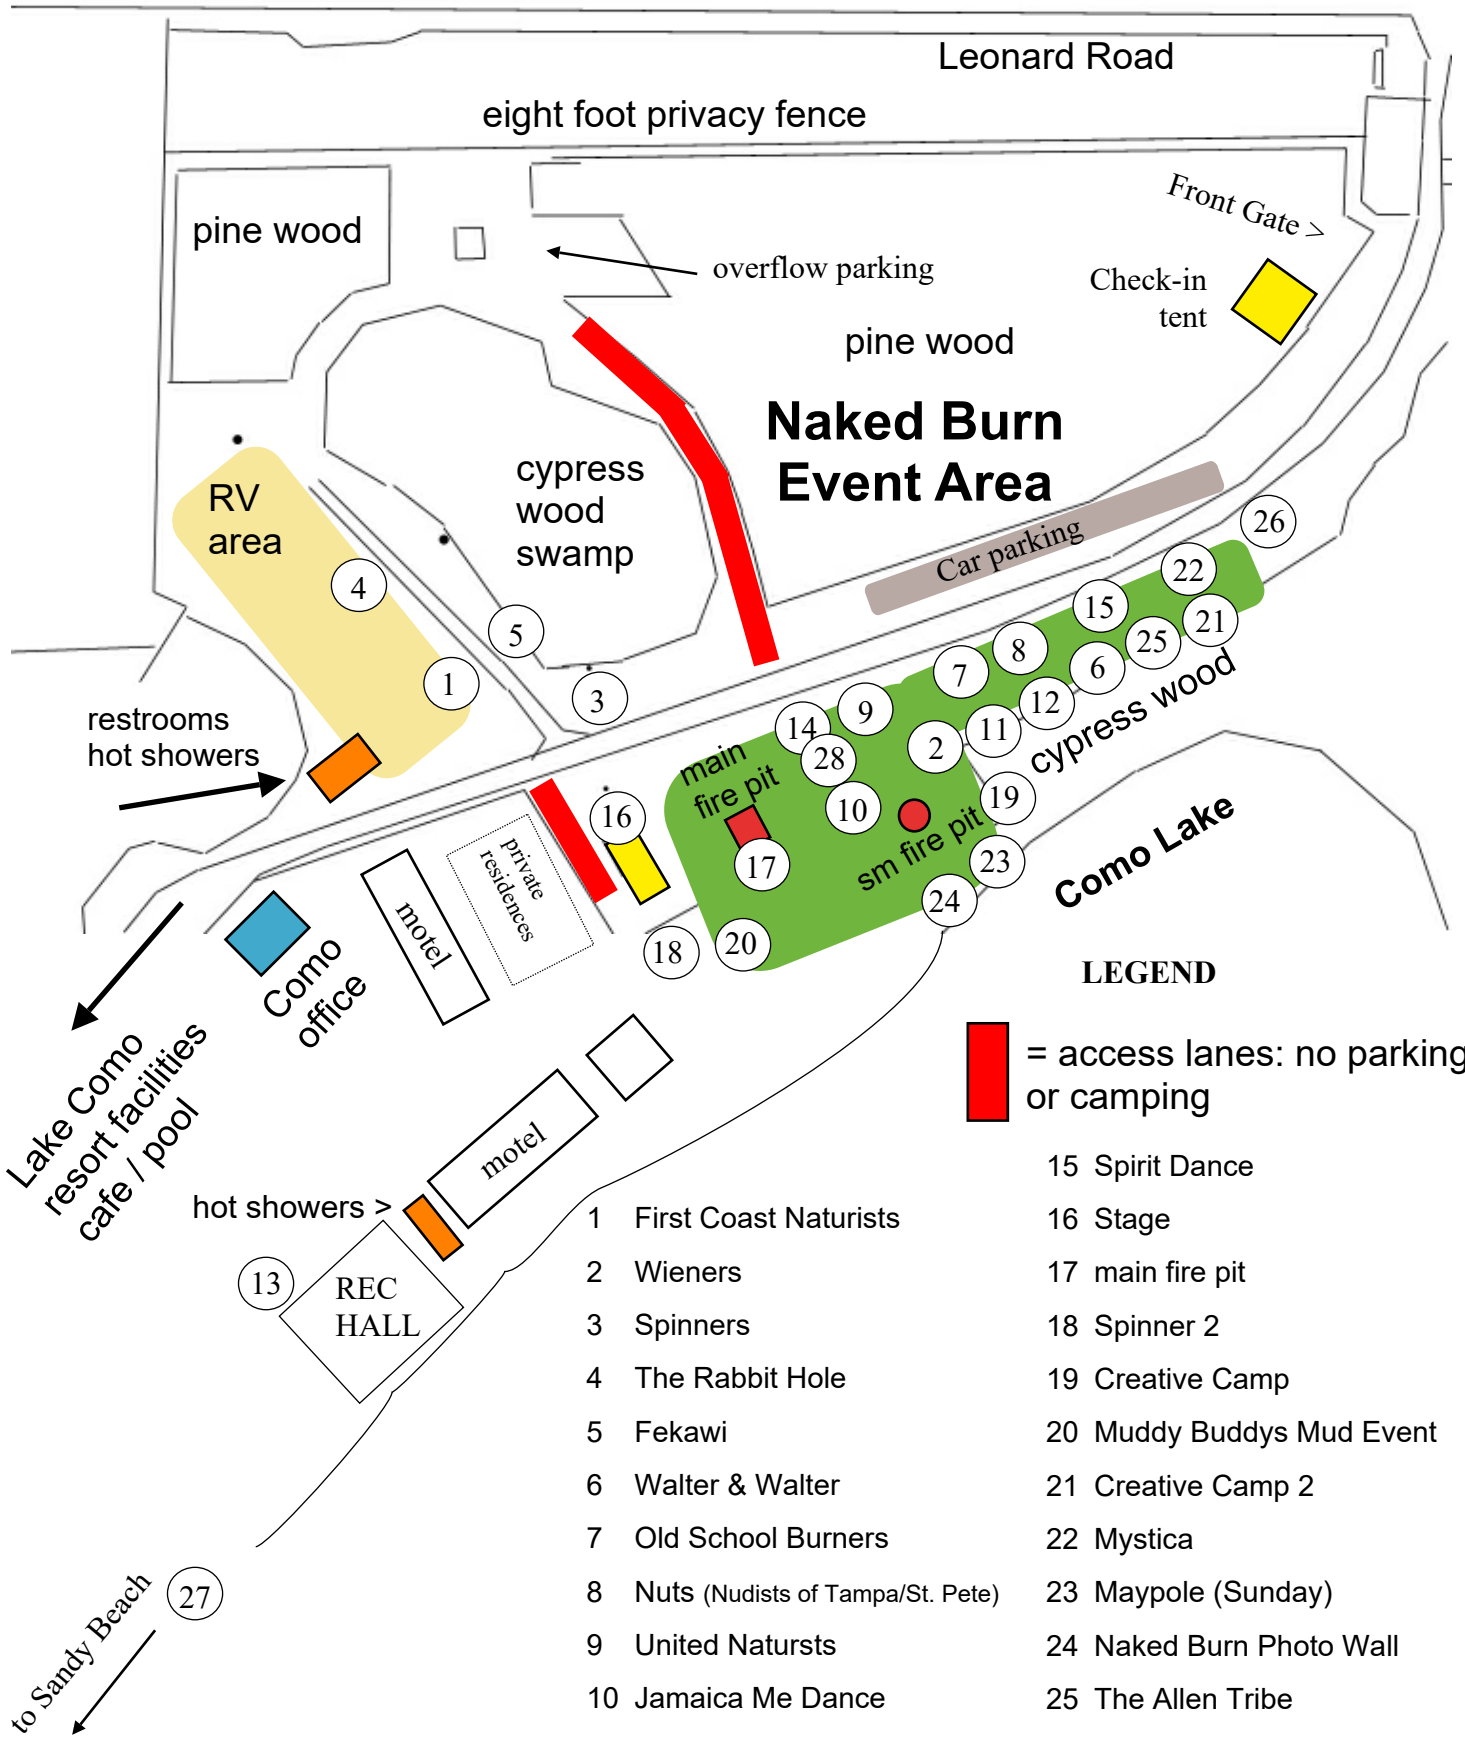 Leonard Road
eight foot privacy fence
pine wood
Front Gate >
overflow parking
Check-in
tent
pine wood
Naked Burn
Event Area
RV
area
cypress
wood
swamp
Car parking
26
22
4
15
5
21
25
8
6
7
1
3
12
9
cypress wood
restrooms
hot showers
14
11
2
main
fire pit
28
19
10
16
sm fire pit
Como Lake
17
23
private
residences
24
motel
18
20
Como
office
Lake Como
resort facilities
cafe / pool
motel
hot showers >
13
REC
HALL
27
to Sandy Beach
LEGEND
= access lanes: no parking
or camping
1 First Coast Naturists
2 Wieners
3 Spinners
4 The Rabbit Hole
5 Fekawi
6 Walter & Walter
7 Old School Burners
8 Nuts (Nudists of Tampa/St. Pete)
9 United Natursts
10 Jamaica Me Dance
15 Spirit Dance
16 Stage
17 main fire pit
18 Spinner 2
19 Creative Camp
20 Muddy Buddys Mud Event
21 Creative Camp 2
22 Mystica
23 Maypole (Sunday)
24 Naked Burn Photo Wall
25 The Allen Tribe